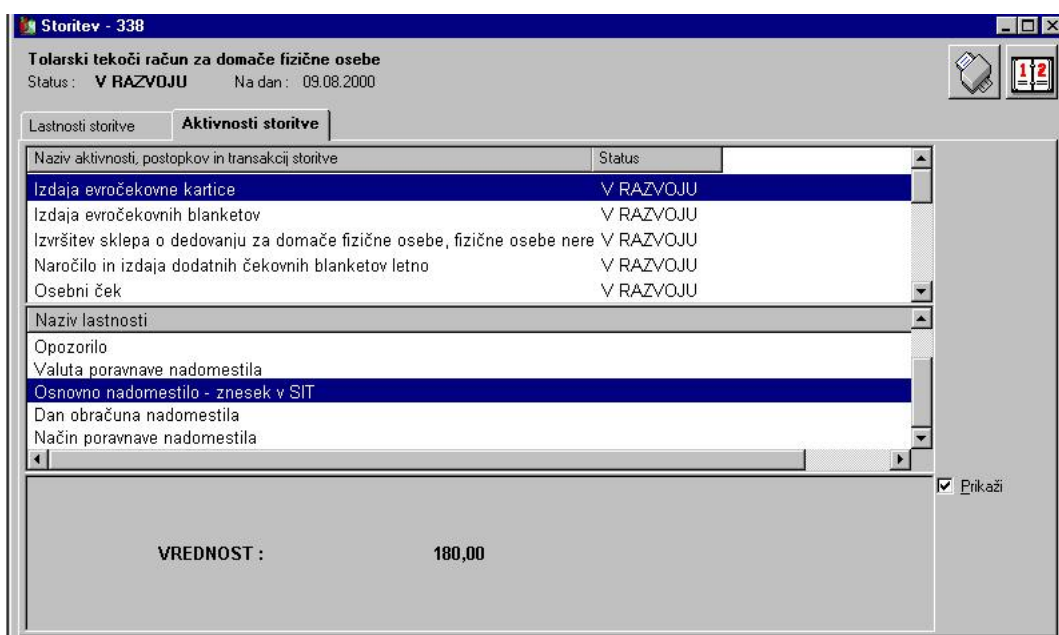 Storitev - 338
Tolarski tekoči račun za domače fizične osebe
Status : V RAZVOJU Na dan : 09.08.2000
1 2
Lastnosti storitve Aktivnosti storitve
Naziv aktivnosti, postopkov in transakcij storitve Status
Izdaja evročekovne kartice V RAZVOJU
Izdaja evročekovnih blanketov V RAZVOJU
Izvršitev sklepa o dedovanju za domače fizične osebe, fizične osebe nere V RAZVOJU
Naročilo in izdaja dodatnih čekovnih blanketov letno V RAZVOJU
Osebni ček V RAZVOJU
Naziv lastnosti
Opozorilo
Valuta poravnave nadomestila
Osnovno nadomestilo - znesek v SIT
Dan obračuna nadomestila
Način poravnave nadomestila
Prikaži
VREDNOST : 180,00